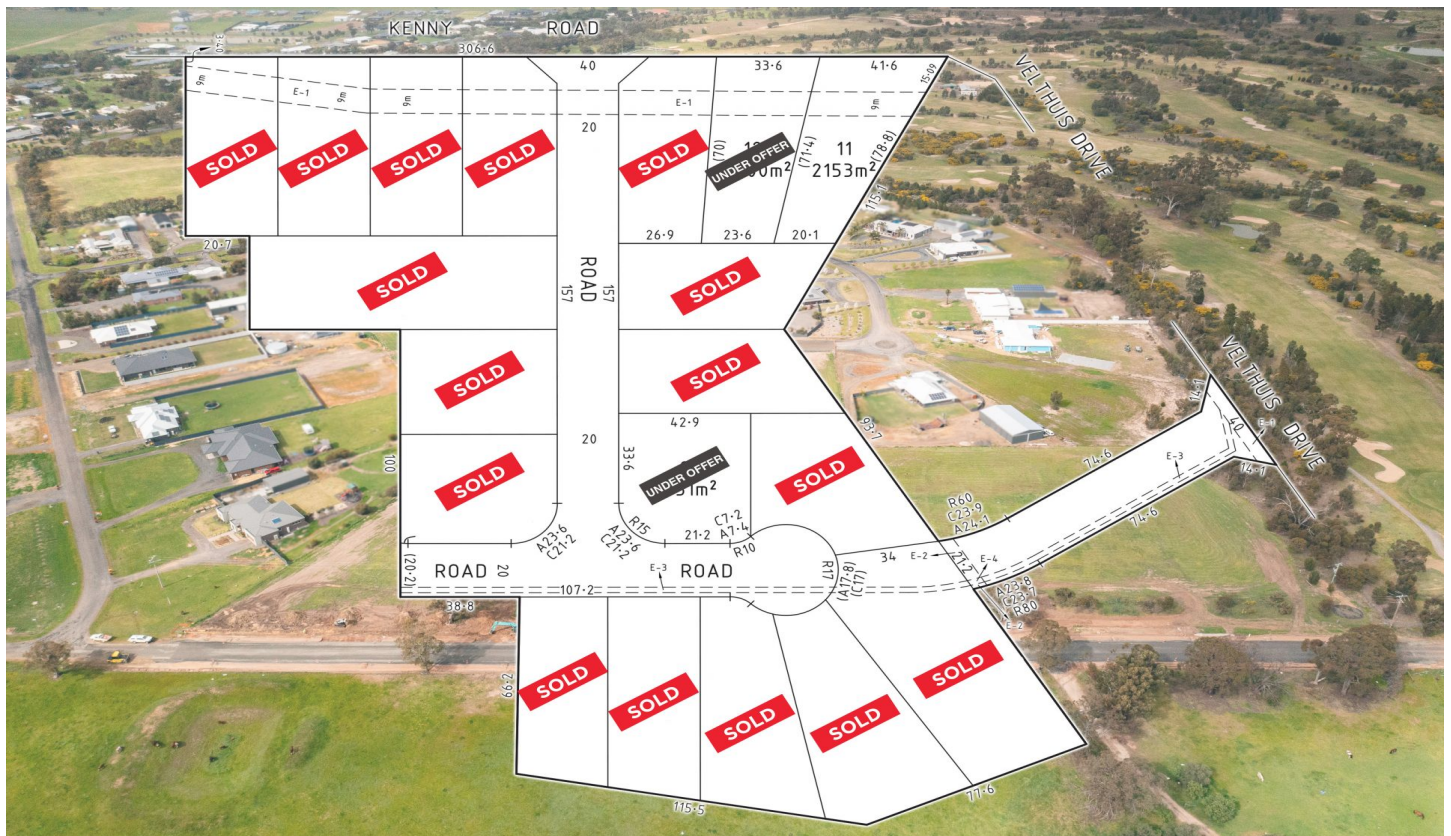 KENNY ROAD
3·40
306·6
40
33·6
41·6
15·09
VELTHUIS DRIVE
9m
E-1
9m
9m
E-1
9m
20
SOLD
SOLD
SOLD
SOLD
SOLD
(70)
UNDER OFFER
(71·4)
11
2153m²
(78·8)
115·1
20·7
26·9
23·6
20·1
SOLD
157
ROAD
157
SOLD
SOLD
SOLD
VELTHUIS DRIVE
14·1
40
E-1
14·1
42·9
93·7
100
SOLD
20
33·6
UNDER OFFER
SOLD
74·6
E-3
74·6
A23·6
C21·2
R15
A23·6
C21·2
21·2
C7·2
A7·4
R10
R60
C23·9
A24·1
(20·2)
ROAD
20
E-3
ROAD
R17
(A17·8)
(C17)
34
E-2
21·2
E-4
A23·8
C23·7
R80
E-2
107·2
38·8
69·2
SOLD
SOLD
SOLD
SOLD
SOLD
115·5
77·6